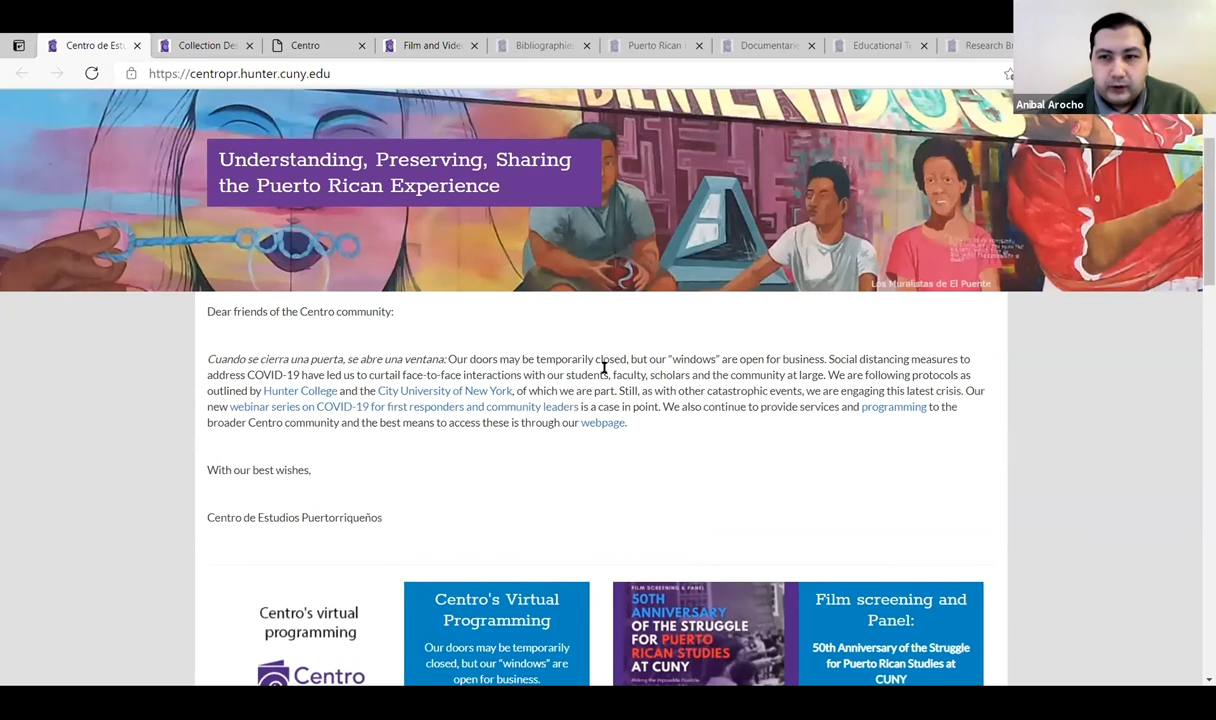 Centro de Estu
Collection De
Centro
Film and Vide
Bibliographie
Puerto Rican
Documentari
Educational T
Research Br
https://centropr.hunter.cuny.edu
Anibal Arocho
BIENVENIDOS
Understanding, Preserving, Sharing
the Puerto Rican Experience
Los Muralistas de El Puente
Dear friends of the Centro community:
Cuando se cierra una puerta, se abre una ventana: Our doors may be temporarily closed, but our “windows” are open for business. Social distancing measures to
address COVID-19 have led us to curtail face-to-face interactions with our students, faculty, scholars and the community at large. We are following protocols as
outlined by Hunter College and the City University of New York, of which we are part. Still, as with other catastrophic events, we are engaging this latest crisis. Our
new webinar series on COVID-19 for first responders and community leaders is a case in point. We also continue to provide services and programming to the
broader Centro community and the best means to access these is through our webpage.
With our best wishes,
Centro de Estudios Puertorriqueños
Centro's virtual
programming
Centro
Centro's Virtual
Programming
Our doors may be temporarily
closed, but our “windows” are
open for business.
FILM SCREENING & PANEL
50TH
ANNIVERSARY
OF THE STRUGGLE
FOR PUERTO
RICAN STUDIES
AT CUNY
Making the Impossible Possible
Film screening and
Panel:
50th Anniversary of the Struggle
for Puerto Rican Studies at
CUNY